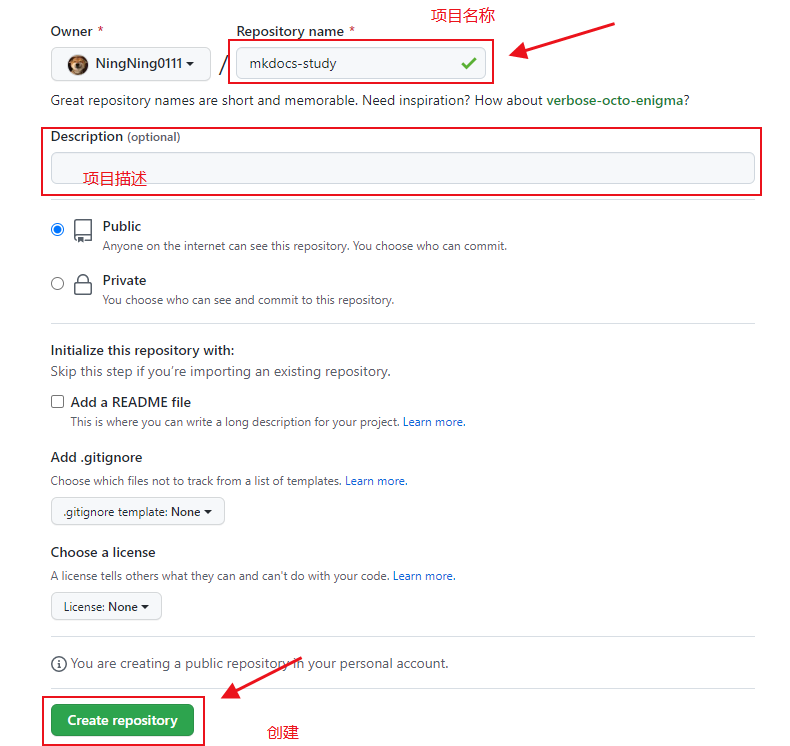 项目名称
Owner * Repository name *
NingNing0111 / mkdocs-study
Great repository names are short and memorable. Need inspiration? How about verbose-octo-enigma?
Description (optional)
项目描述
Public
Anyone on the internet can see this repository. You choose who can commit.
Private
You choose who can see and commit to this repository.
Initialize this repository with:
Skip this step if you're importing an existing repository.
Add a README file
This is where you can write a long description for your project. Learn more.
Add .gitignore
Choose which files not to track from a list of templates. Learn more.
.gitignore template: None
Choose a license
A license tells others what they can and can't do with your code. Learn more.
License: None
You are creating a public repository in your personal account.
Create repository
创建